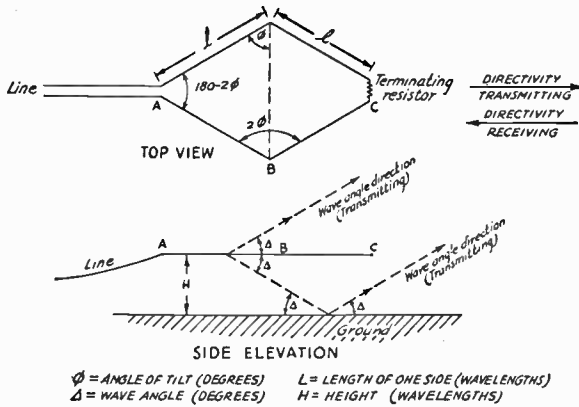 l
l
φ
Line
180-2φ
A
Terminating
resistor
C
DIRECTIVITY
TRANSMITTING
DIRECTIVITY
RECEIVING
2φ
B
TOP VIEW
Wave angle direction
(Transmitting)
A
Δ
B
C
Δ
Line
H
Wave angle direction
(Transmitting)
Δ
Δ
Ground
SIDE ELEVATION
φ = ANGLE OF TILT (DEGREES) L = LENGTH OF ONE SIDE (WAVELENGTHS)
Δ = WAVE ANGLE (DEGREES) H = HEIGHT (WAVELENGTHS)